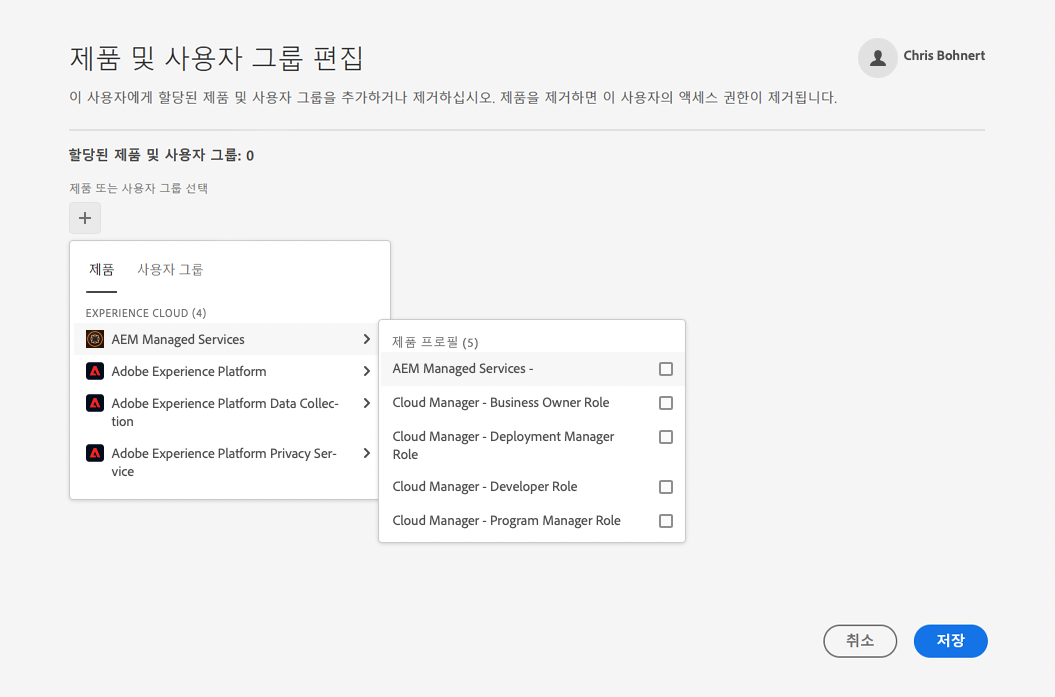 제품 및 사용자 그룹 편집
Chris Bohnert
이 사용자에게 할당된 제품 및 사용자 그룹을 추가하거나 제거하십시오. 제품을 제거하면 이 사용자의 액세스 권한이 제거됩니다.
할당된 제품 및 사용자 그룹: 0
제품 또는 사용자 그룹 선택
제품 사용자 그룹
EXPERIENCE CLOUD (4)
AEM Managed Services
Adobe Experience Platform
Adobe Experience Platform Data Collec-
tion
Adobe Experience Platform Privacy Ser-
vice
제품 프로필 (5)
AEM Managed Services -
Cloud Manager - Business Owner Role
Cloud Manager - Deployment Manager
Role
Cloud Manager - Developer Role
Cloud Manager - Program Manager Role
취소 저장